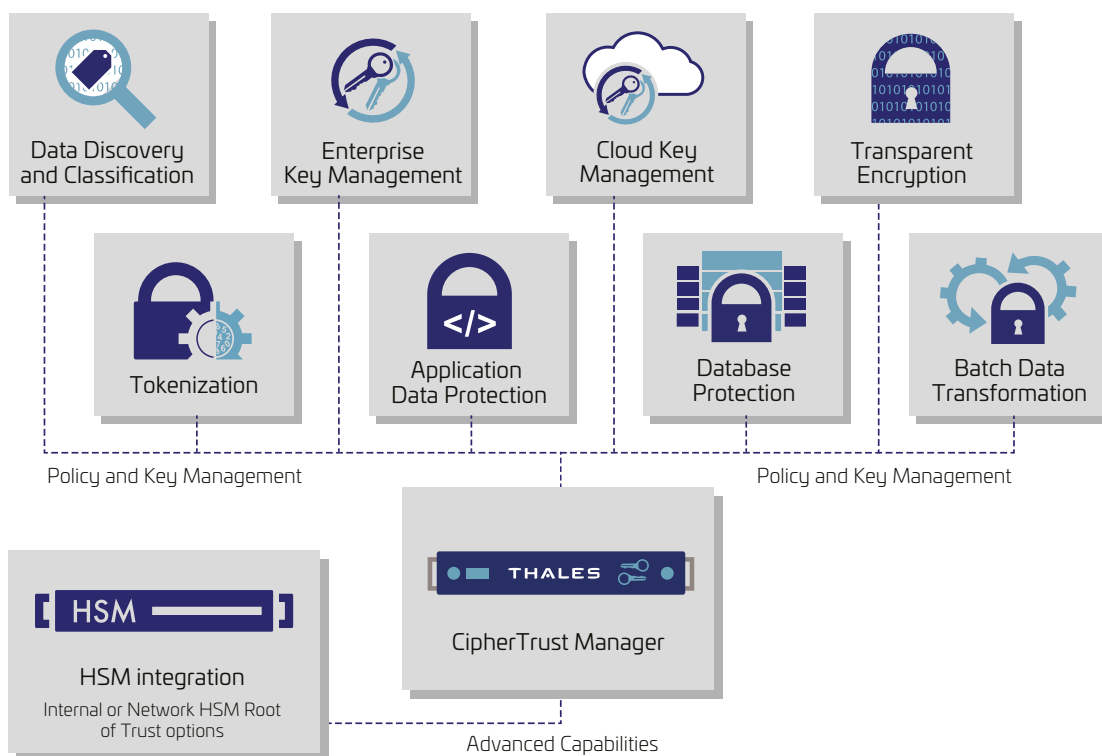 Data Discovery
and Classification
Enterprise
Key Management
Cloud Key
Management
Transparent
Encryption
Tokenization
</>
Application
Data Protection
Database
Protection
Batch Data
Transformation
Policy and Key Management
Policy and Key Management
THALES
CipherTrust Manager
HSM
HSM integration
Internal or Network HSM Root
of Trust options
Advanced Capabilities